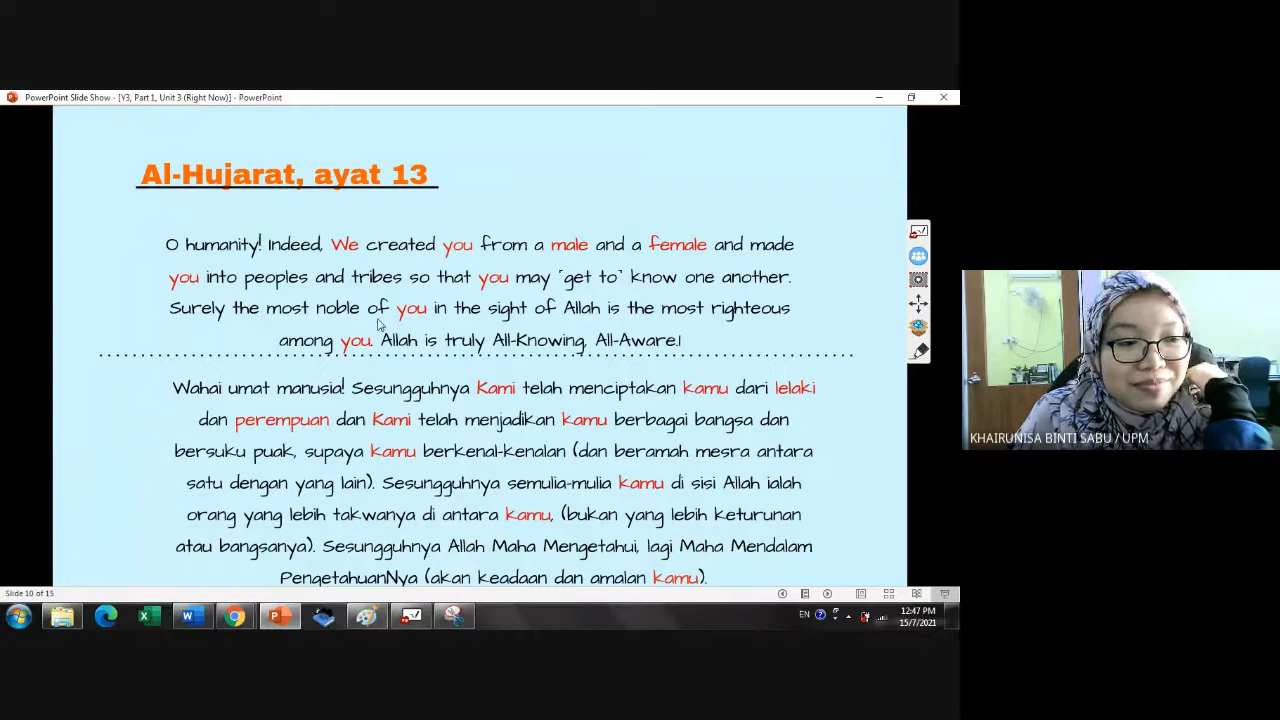 PowerPoint Slide Show - [Y3, Part 1, Unit 3 (Right Now)] - PowerPoint
Al-Hujarat, ayat 13
O humanity! Indeed, We created you from a male and a female and made
you into peoples and tribes so that you may ˹get to˺ know one another.
Surely the most noble of you in the sight of Allah is the most righteous
among you. Allah is truly All-Knowing, All-Aware.1
Wahai umat manusia! Sesungguhnya Kami telah menciptakan kamu dari lelaki
dan perempuan dan Kami telah menjadikan kamu berbagai bangsa dan
bersuku puak, supaya kamu berkenal-kenalan (dan beramah mesra antara
satu dengan yang lain). Sesungguhnya semulia-mulia kamu di sisi Allah ialah
orang yang lebih takwanya di antara kamu, (bukan yang lebih keturunan
atau bangsanya). Sesungguhnya Allah Maha Mengetahui, lagi Maha Mendalam
PengetahuanNya (akan keadaan dan amalan kamu).
KHAIRUNISA BINTI SABU / UPM
Slide 10 of 15
EN
12:47 PM
15/7/2021